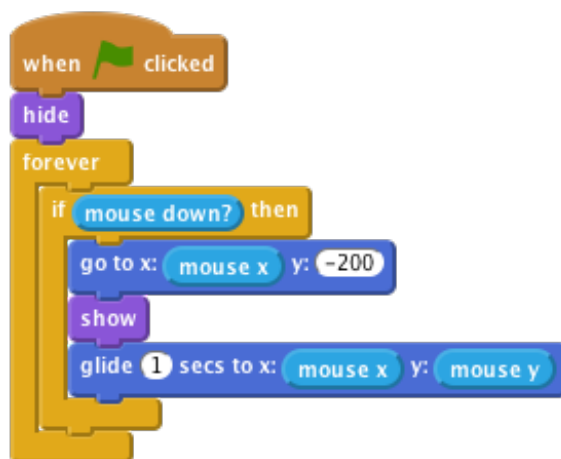 when clicked
hide
forever
if mouse down? then
go to x: mouse x y: -200
show
glide 1 secs to x: mouse x y: mouse y